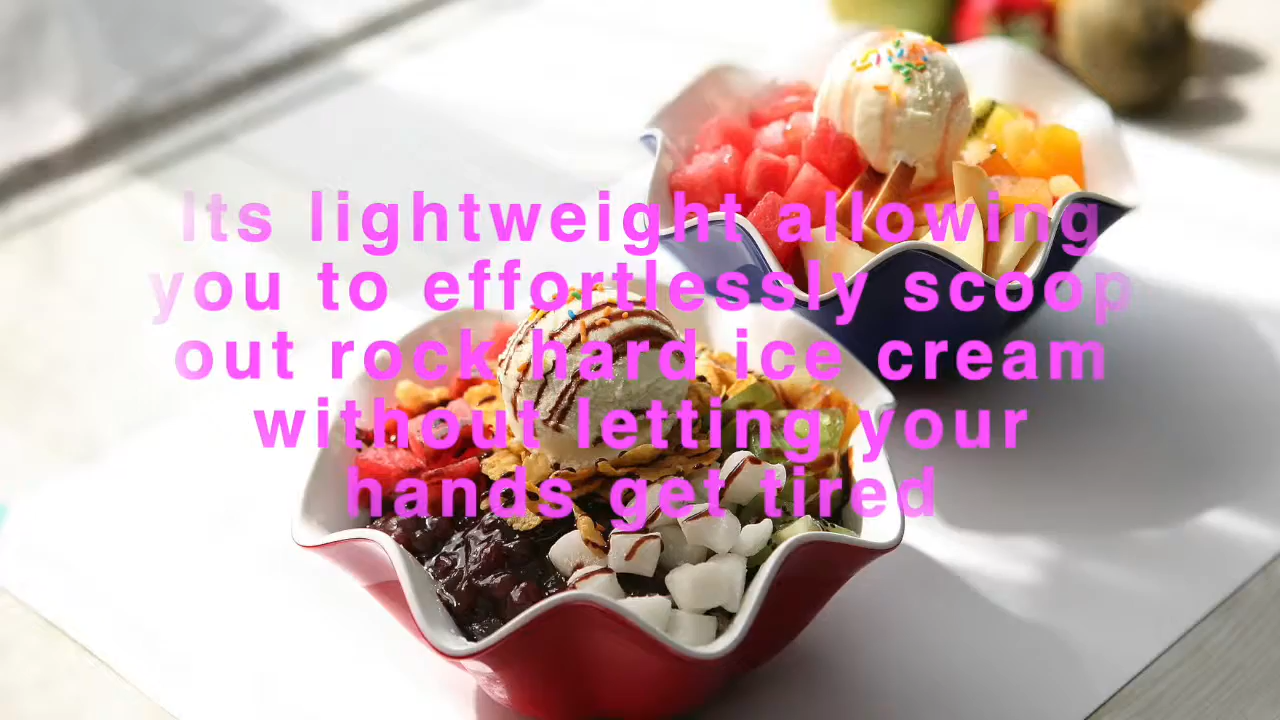 Its lightweight allowing
you to effortlessly scoop
out rock hard ice cream
without letting your
hands get tired